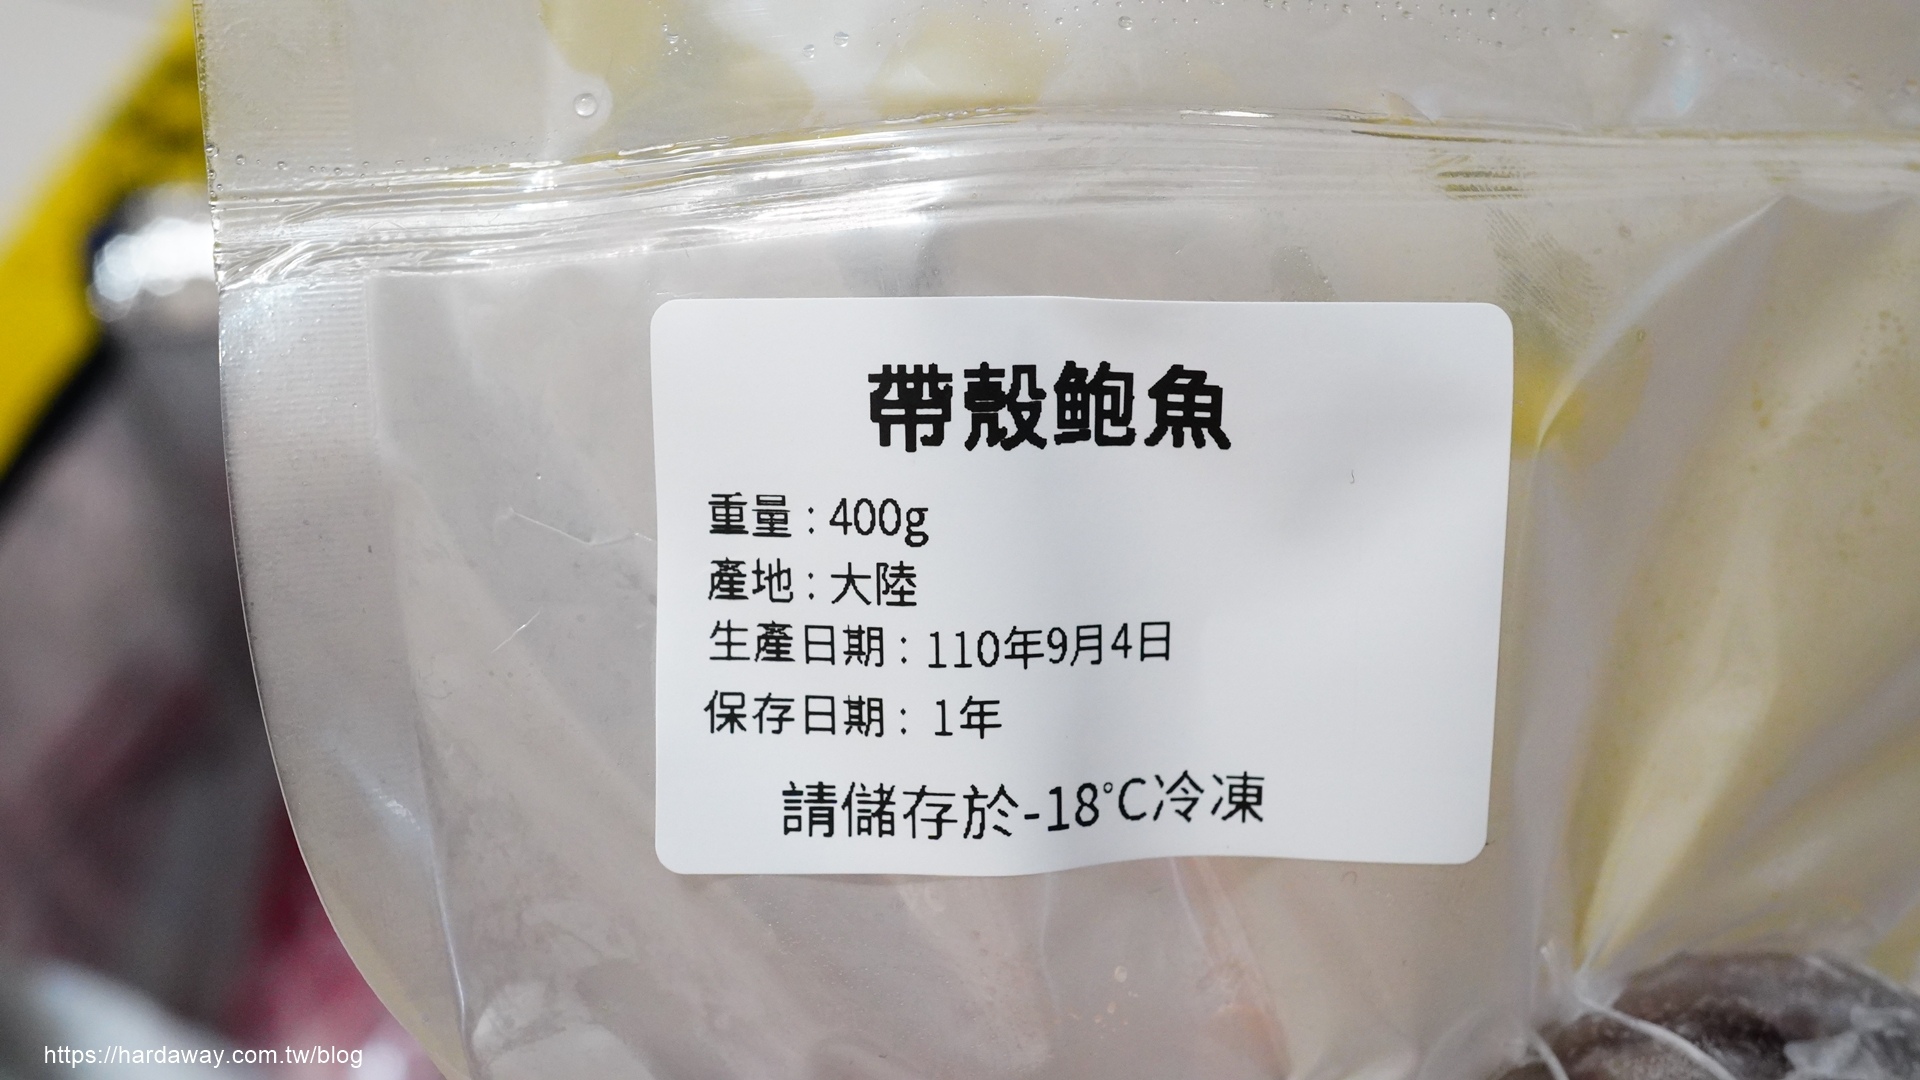 帶殼鮑魚
重量:400g
產地:大陸
生產日期:110年9月4日
保存日期: 1年
請儲存於-18°C冷凍
https://hardaway.com.tw/blog